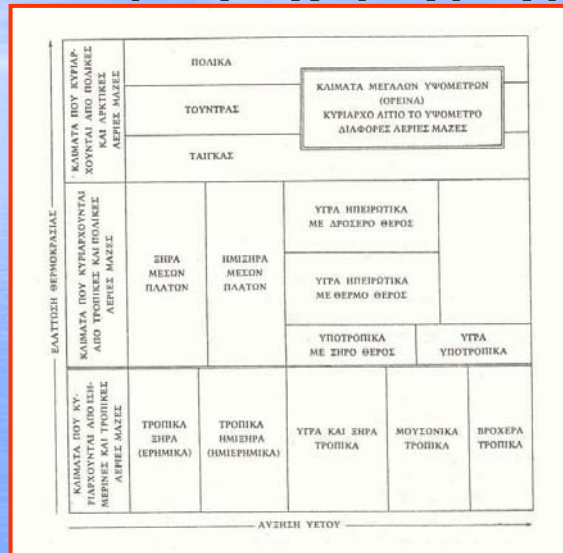 ΕΛΑΤΤΩΣΗ ΘΕΡΜΟΚΡΑΣΙΑΣ
ΚΛΙΜΑΤΑ ΠΟΥ ΚΥΡΙΑΡ-
ΧΟΥΝΤΑΙ ΑΠΟ ΠΟΛΙΚΕΣ
ΚΑΙ ΑΡΚΤΙΚΕΣ
ΑΕΡΙΕΣ ΜΑΖΕΣ
ΠΟΛΙΚΑ
ΤΟΥΝΤΡΑΣ
ΤΑΙΓΚΑΣ
ΚΛΙΜΑΤΑ ΜΕΓΑΛΩΝ ΥΨΟΜΕΤΡΩΝ
(ΟΡΕΙΝΑ)
ΚΥΡΙΑΡΧΟ ΑΙΤΙΟ ΤΟ ΥΨΟΜΕΤΡΟ
ΔΙΑΦΟΡΕΣ ΑΕΡΙΕΣ ΜΑΖΕΣ
ΚΛΙΜΑΤΑ ΠΟΥ ΚΥΡΙΑΡΧΟΥΝΤΑΙ
ΑΠΟ ΤΡΟΠΙΚΕΣ ΚΑΙ ΠΟΛΙΚΕΣ
ΑΕΡΙΕΣ ΜΑΖΕΣ
ΞΗΡΑ
ΜΕΣΩΝ
ΠΛΑΤΩΝ
ΗΜΙΞΗΡΑ
ΜΕΣΩΝ
ΠΛΑΤΩΝ
ΥΓΡΑ ΗΠΕΙΡΩΤΙΚΑ
ΜΕ ΔΡΟΣΕΡΟ ΘΕΡΟΣ
ΥΓΡΑ ΗΠΕΙΡΩΤΙΚΑ
ΜΕ ΘΕΡΜΟ ΘΕΡΟΣ
ΥΠΟΤΡΟΠΙΚΑ
ΜΕ ΞΗΡΟ ΘΕΡΟΣ
ΥΓΡΑ
ΥΠΟΤΡΟΠΙΚΑ
ΚΛΙΜΑΤΑ ΠΟΥ ΚΥ-
ΡΙΑΡΧΟΥΝΤΑΙ ΑΠΟ ΙΣΗ-
ΜΕΡΙΝΕΣ ΚΑΙ ΤΡΟΠΙΚΕΣ
ΑΕΡΙΕΣ ΜΑΖΕΣ
ΤΡΟΠΙΚΑ
ΞΗΡΑ
(ΕΡΗΜΙΚΑ)
ΤΡΟΠΙΚΑ
ΗΜΙΞΗΡΑ
(ΗΜΙΕΡΗΜΙΚΑ)
ΥΓΡΑ ΚΑΙ ΞΗΡΑ
ΤΡΟΠΙΚΑ
ΜΟΥΣΩΝΙΚΑ
ΤΡΟΠΙΚΑ
ΒΡΟΧΕΡΑ
ΤΡΟΠΙΚΑ
ΑΥΞΗΣΗ ΥΕΤΟΥ